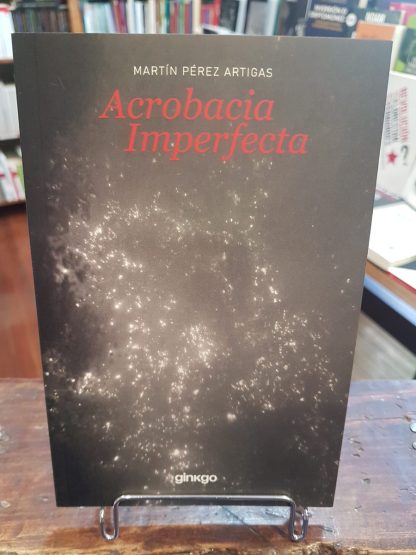 MARTÍN PÉREZ ARTIGAS
Acrobacia
Imperfecta
ginkgo